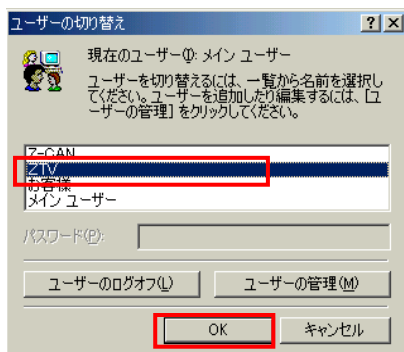 ユーザーの切り替え
現在のユーザーの: メイン ユーザー
ユーザーを切り替えるには、一覧から名前を選択し
てください。ユーザーを追加したり編集するには、[ユ
ーザーの管理] をクリックしてください。
Z-CAN
ZTV
お客様
メイン ユーザー
パスワード(P):
ユーザーのログオフ(L)
ユーザーの管理(M)
OK
キャンセル